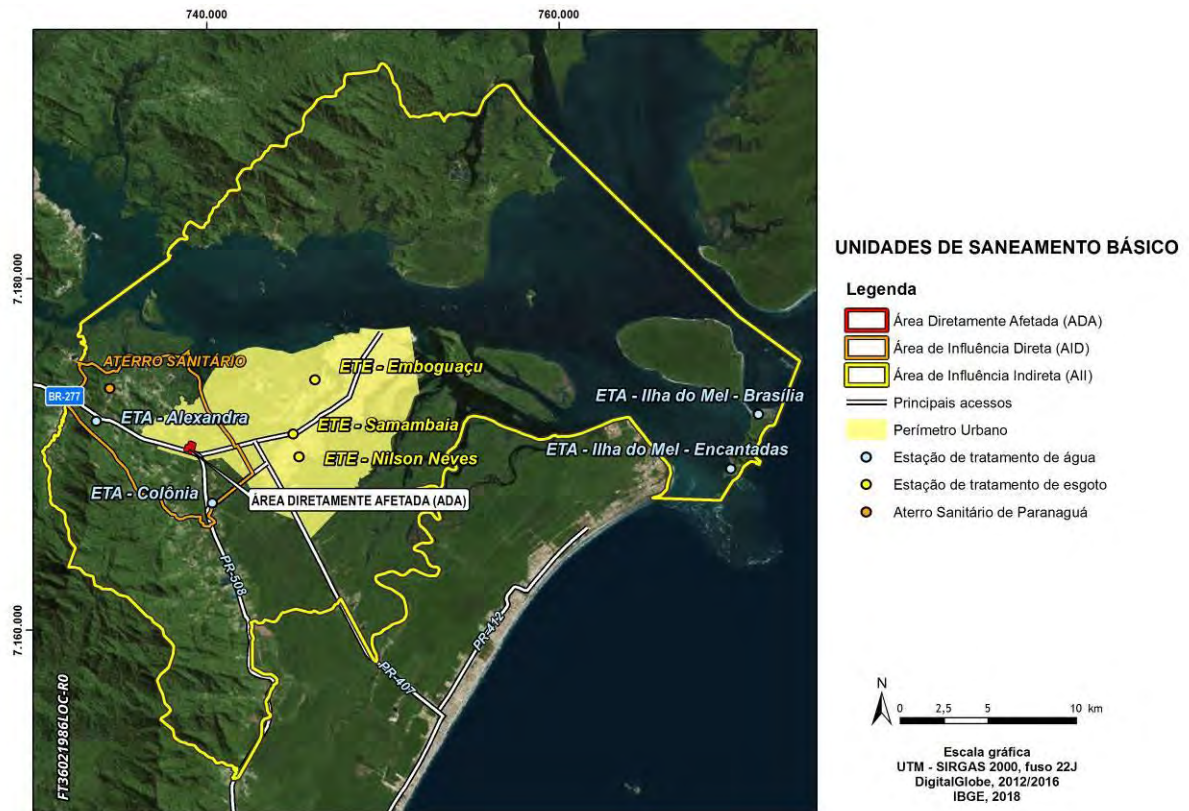 740.000
760.000
7.180.000
7.160.000
ATERRO SANITÁRIO
BR-277
ETA - Alexandra
ETE - Emboguaçu
ETE - Samambaia
ETE - Nilson Neves
ETA - Ilha do Mel - Brasília
ETA - Ilha do Mel - Encantadas
ETA - Colônia
ÁREA DIRETAMENTE AFETADA (ADA)
PR-508
PR-407
PR-412
FT36021986LOC-R0
UNIDADES DE SANEAMENTO BÁSICO
Legenda
Área Diretamente Afetada (ADA)
Área de Influência Direta (AID)
Área de Influência Indireta (AII)
Principais acessos
Perímetro Urbano
Estação de tratamento de água
Estação de tratamento de esgoto
Aterro Sanitário de Paranaguá
N
0 2,5 5 10 km
Escala gráfica
UTM - SIRGAS 2000, fuso 22J
DigitalGlobe, 2012/2016
IBGE, 2018